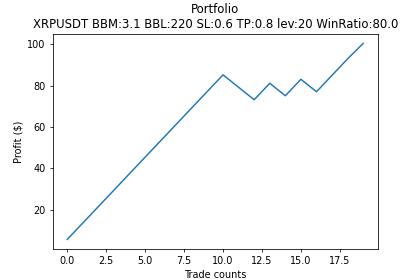 Portfolio
XRPUSDT BBM:3.1 BBL:220 SL:0.6 TP:0.8 lev:20 WinRatio:80.0
100
80
60
40
20
Profit ($)
0.0 2.5 5.0 7.5 10.0 12.5 15.0 17.5
Trade counts